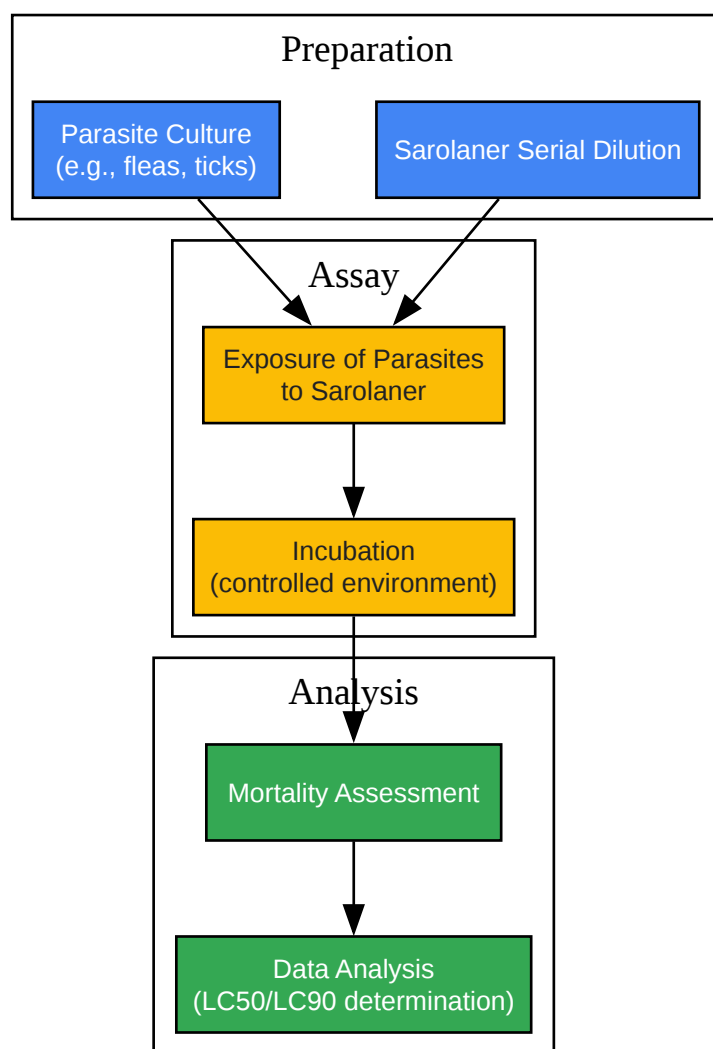 Preparation
Parasite Culture
(e.g., fleas, ticks)
Sarolaner Serial Dilution
Assay
Exposure of Parasites
to Sarolaner
Incubation
(controlled environment)
Analysis
Mortality Assessment
Data Analysis
(LC50/LC90 determination)